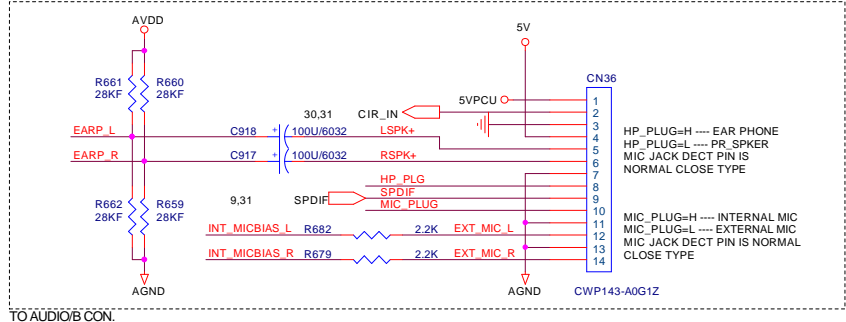 AVDD
5V
CN36
R661
28KF
R660
28KF
5VPCU
1
30,31
CIR_IN
2
3
EARP_L
C918
+
100U/6032
LSPK+
4
HP_PLUG=H ---- EAR PHONE
5
HP_PLUG=L ---- PR_SPKER
EARP_R
C917
+
100U/6032
RSPK+
6
MIC JACK DECT PIN IS
NORMAL CLOSE TYPE
7
HP_PLG
8
R662
28KF
R659
28KF
9,31
SPDIF
SPDIF
9
MIC_PLUG
10
MIC_PLUG=H ---- INTERNAL MIC
11
INT_MICBIAS_L
R682
2.2K
EXT_MIC_L
12
MIC_PLUG=L ---- EXTERNAL MIC
MIC JACK DECT PIN IS NORMAL
CLOSE TYPE
13
INT_MICBIAS_R
R679
2.2K
EXT_MIC_R
14
AGND
AGND
CWP143-A0G1Z
TO AUDIO/B CON.